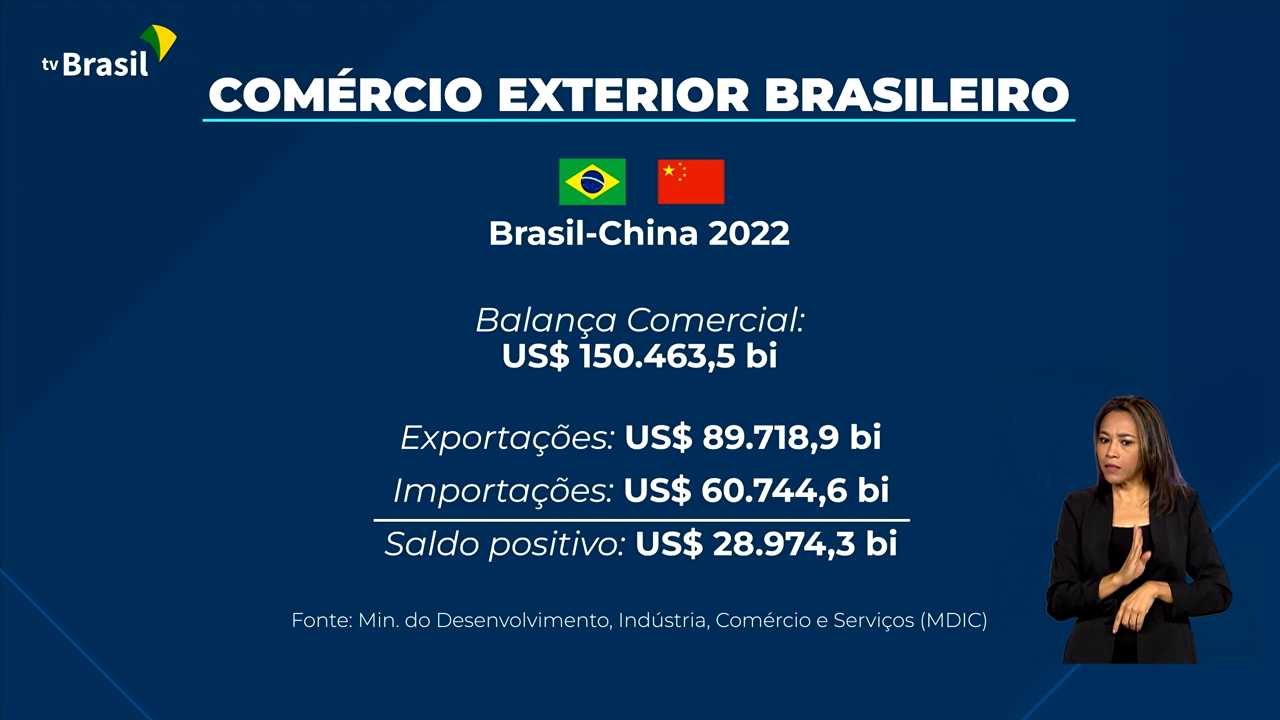 tv Brasil
COMÉRCIO EXTERIOR BRASILEIRO
Brasil-China 2022
Balança Comercial:
US$ 150.463,5 bi
Exportações: US$ 89.718,9 bi
Importações: US$ 60.744,6 bi
Saldo positivo: US$ 28.974,3 bi
Fonte: Min. do Desenvolvimento, Indústria, Comércio e Serviços (MDIC)